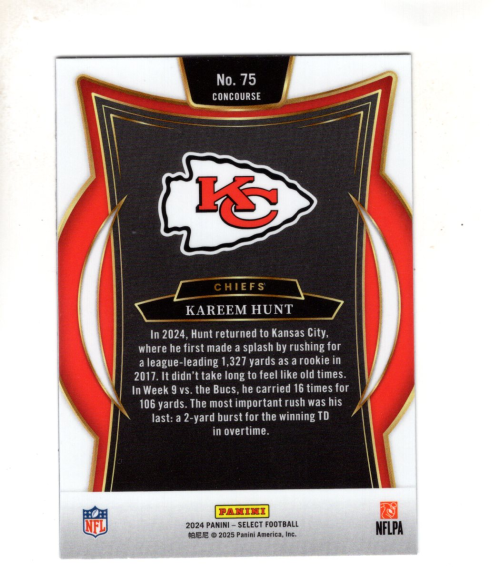 No. 75
CONCOURSE
KC
CHIEFS
KAREEM HUNT
In 2024, Hunt returned to Kansas City,
where he first made a splash by rushing for
a league-leading 1,327 yards as a rookie in
2017. It didn't take long to feel like old times.
In Week 9 vs. the Bucs, he carried 16 times for
106 yards. The most important rush was his
last: a 2-yard burst for the winning TD
in overtime.
NFL
PANINI
2024 PANINI – SELECT FOOTBALL
帕尼尼 © 2025 Panini America, Inc.
NFLPA